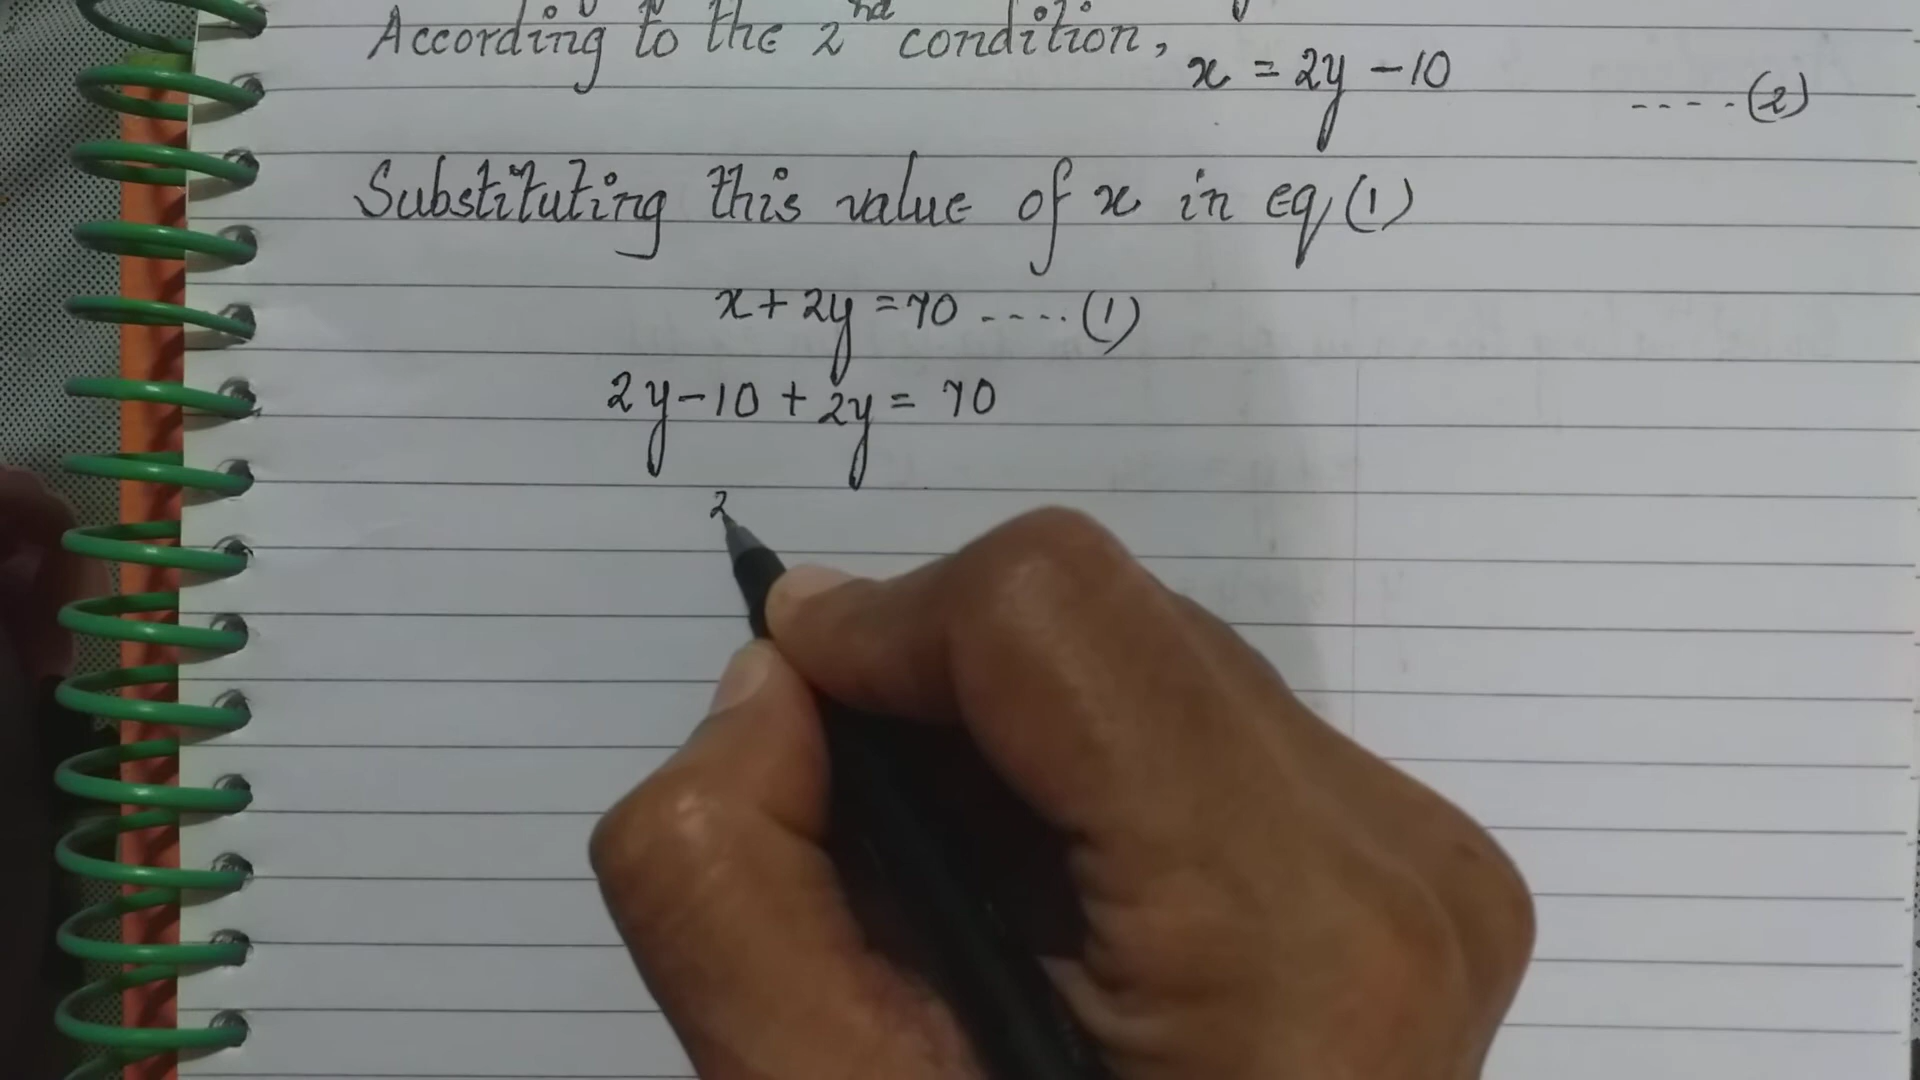 According to the 2nd condition,
x = 2y - 10 ----(2)
Substituting this value of x in eq(1)
x + 2y = 70 ----(1)
2y - 10 + 2y = 70
2